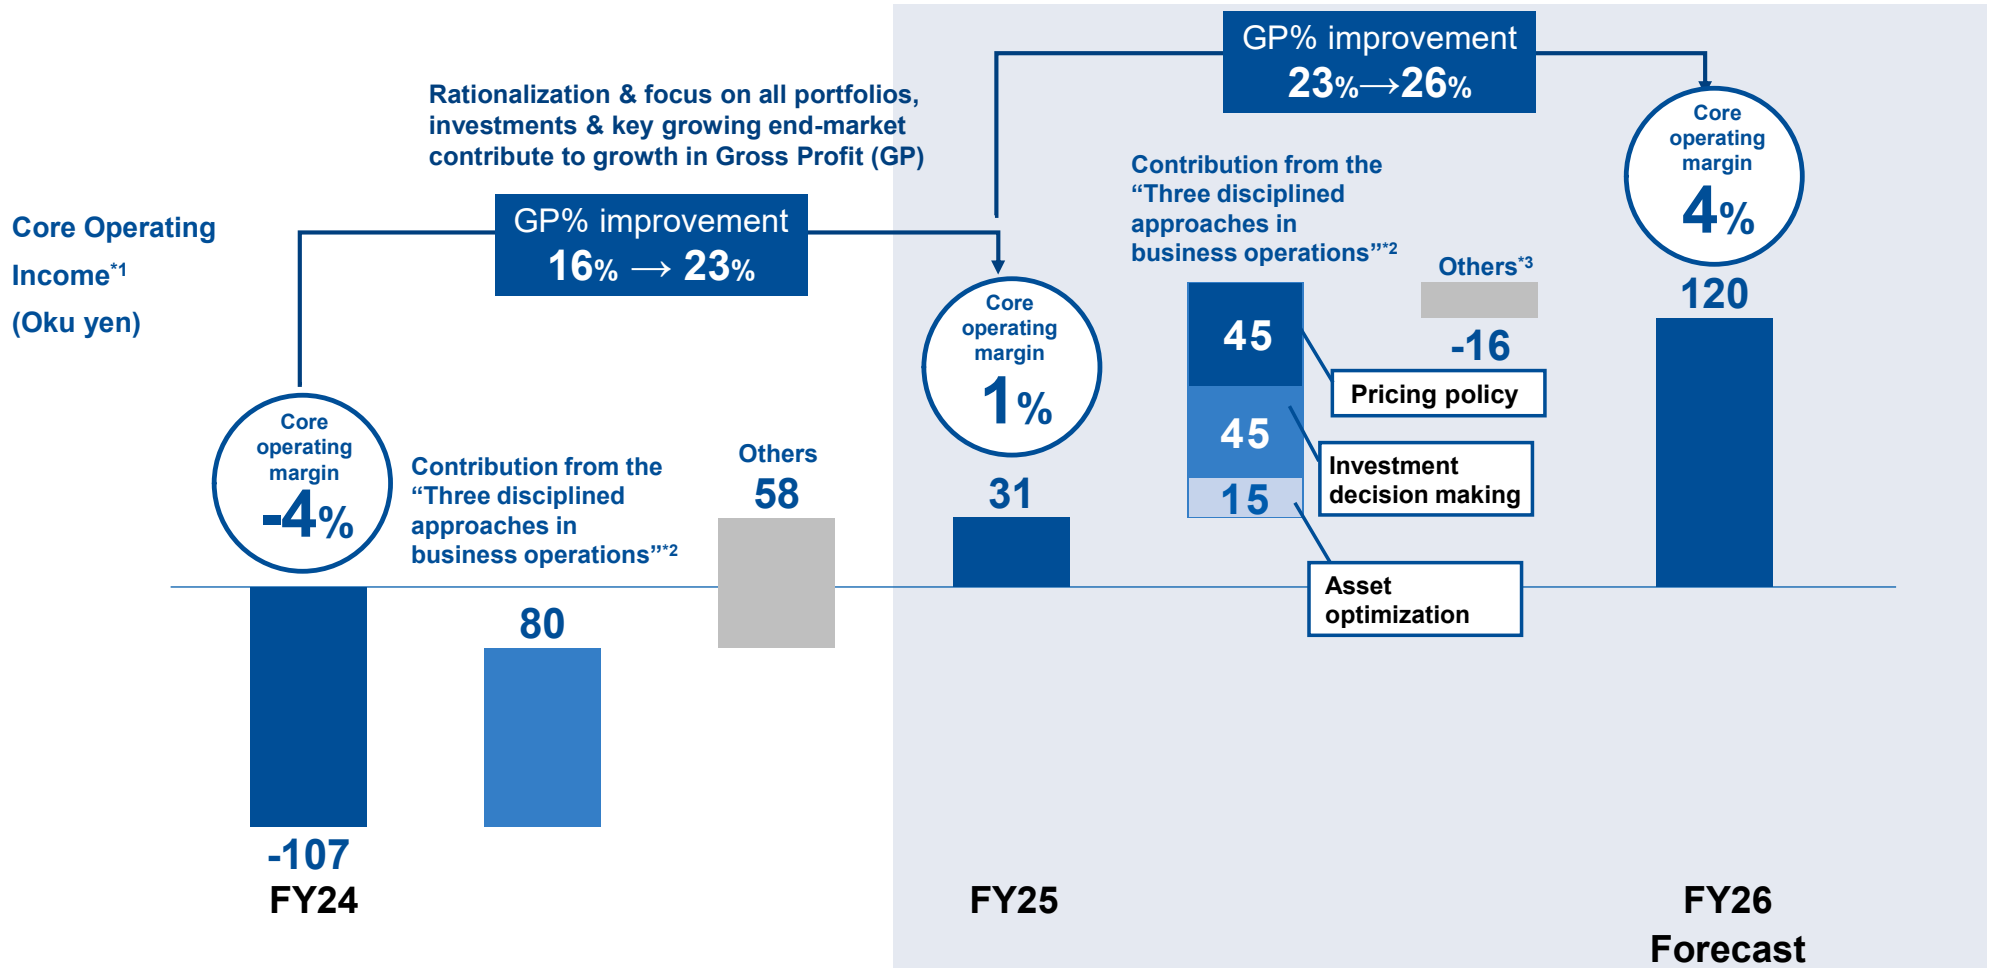 Core Operating
Income*1
(Oku yen)
Rationalization & focus on all portfolios,
investments & key growing end-market
contribute to growth in Gross Profit (GP)
GP% improvement
16% → 23%
Core
operating
margin
-4%
-107
FY24
Contribution from the
“Three disciplined
approaches in
business operations”*2
80
Others
58
Core
operating
margin
1%
31
FY25
GP% improvement
23%→26%
Contribution from the
“Three disciplined
approaches in
business operations”*2
45
45
15
Pricing policy
Investment
decision making
Asset
optimization
Others*3
-16
Core
operating
margin
4%
120
FY26
Forecast